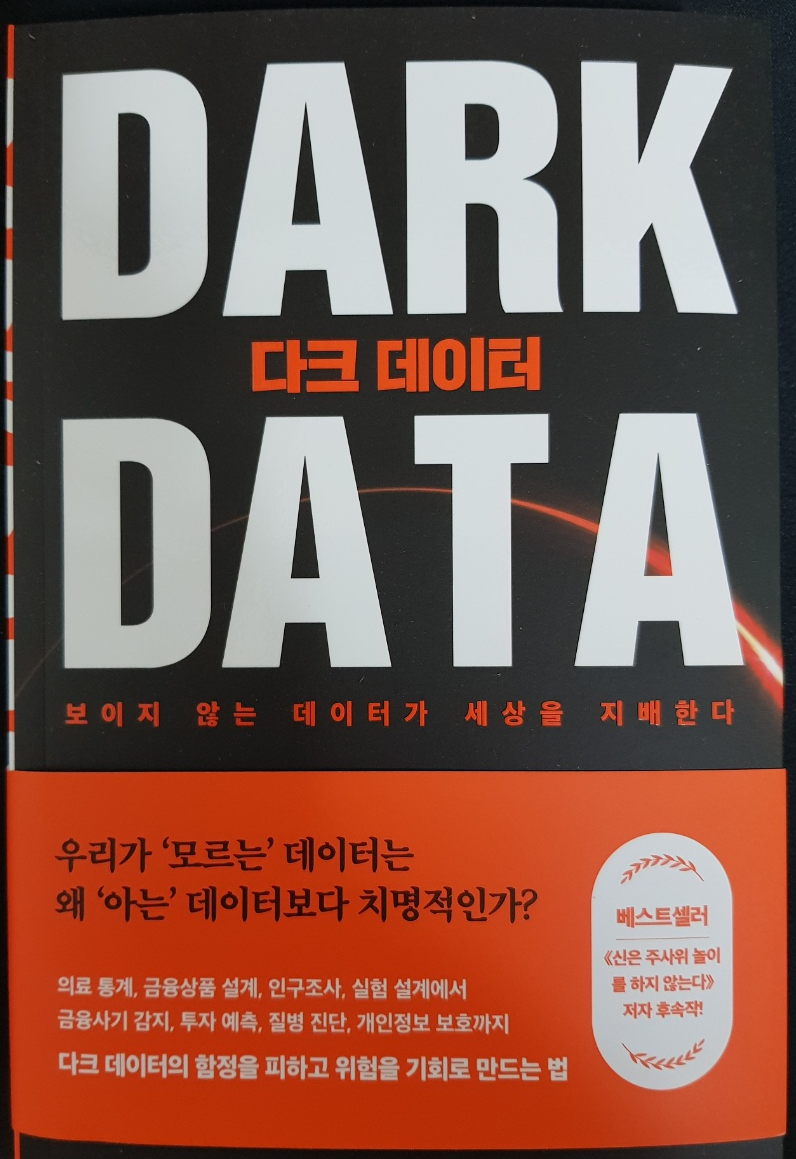 DARK
다크 데이터
DATA
보이지 않는 데이터가 세상을 지배한다
우리가 ‘모르는’ 데이터는
왜 ‘아는’ 데이터보다 치명적인가?
의료 통계, 금융상품 설계, 인구조사, 실험 설계에서
금융사기 감지, 투자 예측, 질병 진단, 개인정보 보호까지
다크 데이터의 함정을 피하고 위험을 기회로 만드는 법
베스트셀러
《신은 주사위 놀이
를 하지 않는다》
저자 후속작!